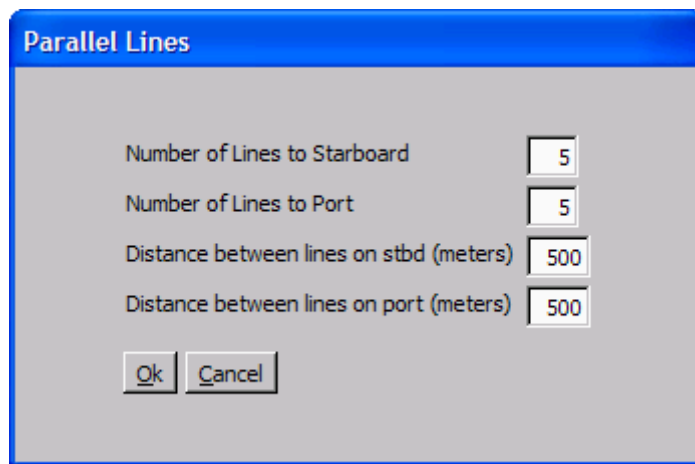 Parallel Lines
Number of Lines to Starboard 5
Number of Lines to Port 5
Distance between lines on stbd (meters) 500
Distance between lines on port (meters) 500
Ok Cancel